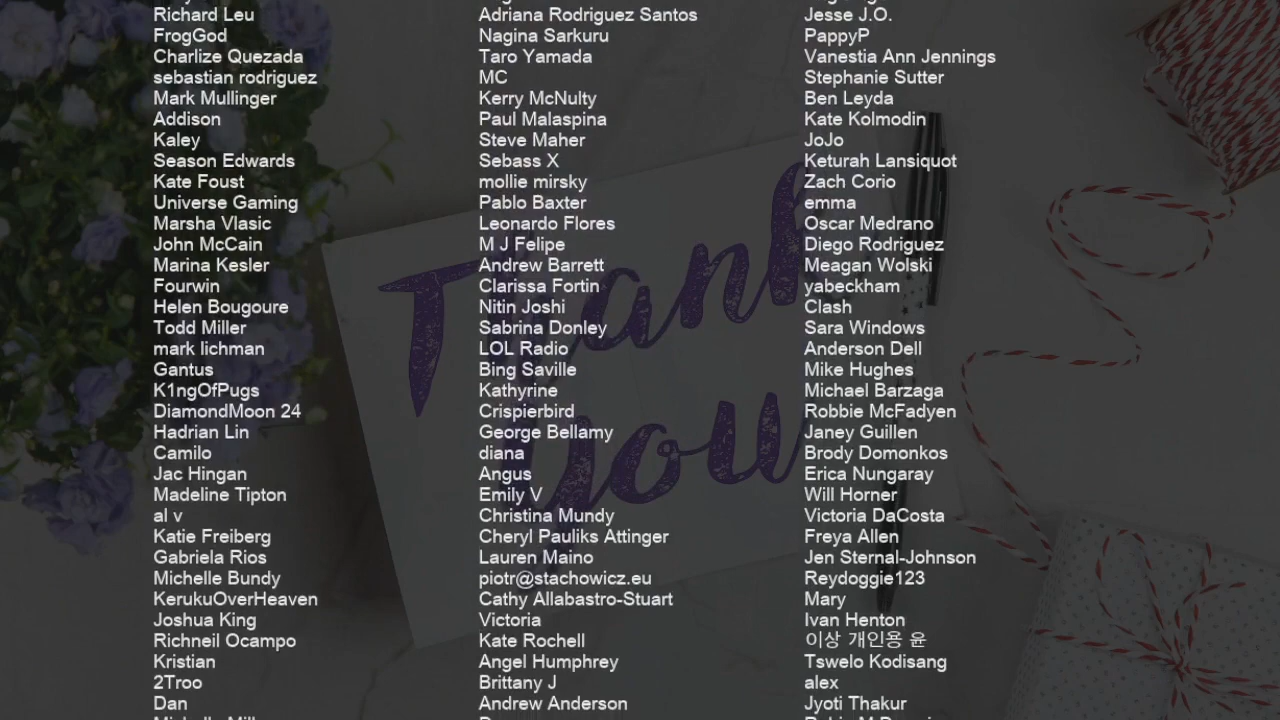 Richard Leu
FrogGod
Charlize Quezada
sebastian rodriguez
Mark Mullinger
Addison
Kaley
Season Edwards
Kate Foust
Universe Gaming
Marsha Vlasic
John McCain
Marina Kesler
Fourwin
Helen Bougoure
Todd Miller
mark lichman
Gantus
K1ngOfPugs
DiamondMoon 24
Hadrian Lin
Camilo
Jac Hingan
Madeline Tipton
al v
Katie Freiberg
Gabriela Rios
Michelle Bundy
KerukuOverHeaven
Joshua King
Richneil Ocampo
Kristian
2Troo
Dan
Adriana Rodriguez Santos
Nagina Sarkuru
Taro Yamada
MC
Kerry McNulty
Paul Malaspina
Steve Maher
Sebass X
mollie mirsky
Pablo Baxter
Leonardo Flores
M J Felipe
Andrew Barrett
Clarissa Fortin
Nitin Joshi
Sabrina Donley
LOL Radio
Bing Saville
Kathyrine
Crispierbird
George Bellamy
diana
Angus
Emily V
Christina Mundy
Cheryl Pauliks Attinger
Lauren Maino
piotr@stachowicz.eu
Cathy Allabastro-Stuart
Victoria
Kate Rochell
Angel Humphrey
Brittany J
Andrew Anderson
Jesse J.O.
PappyP
Vanestia Ann Jennings
Stephanie Sutter
Ben Leyda
Kate Kolmodin
JoJo
Keturah Lansiquot
Zach Corio
emma
Oscar Medrano
Diego Rodriguez
Meagan Wolski
yabeckham
Clash
Sara Windows
Anderson Dell
Mike Hughes
Michael Barzaga
Robbie McFadyen
Janey Guillen
Brody Domonkos
Erica Nungaray
Will Horner
Victoria DaCosta
Freya Allen
Jen Sternal-Johnson
Reydoggie123
Mary
Ivan Henton
이상 개인용 윤
Tswelo Kodisang
alex
Jyoti Thakur
Thank
you